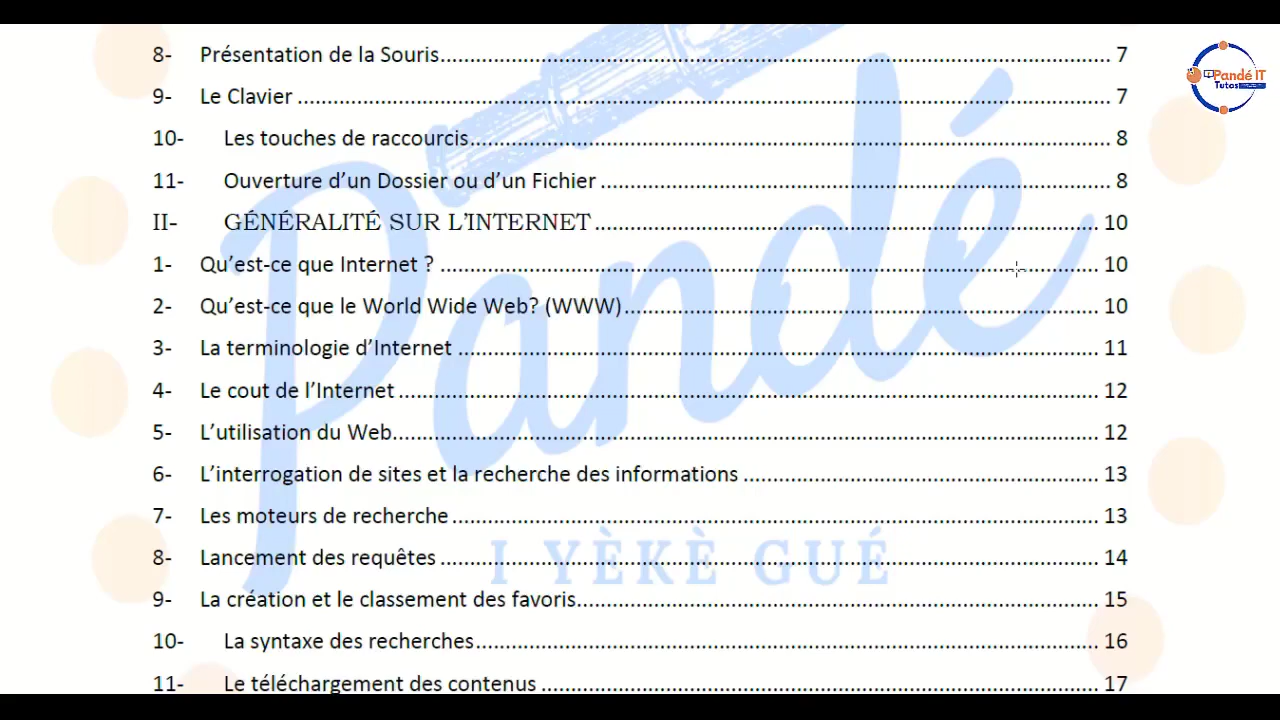 8- Présentation de la Souris........ 7
9- Le Clavier ........ 7
10- Les touches de raccourcis........ 8
11- Ouverture d’un Dossier ou d’un Fichier ........ 8
II- GÉNÉRALITÉ SUR L’INTERNET ........ 10
1- Qu’est-ce que Internet ? ........ 10
2- Qu’est-ce que le World Wide Web? (WWW)........ 10
3- La terminologie d’Internet ........ 11
4- Le cout de l’Internet ........ 12
5- L’utilisation du Web........ 12
6- L’interrogation de sites et la recherche des informations ........ 13
7- Les moteurs de recherche ........ 13
8- Lancement des requêtes ........ 14
9- La création et le classement des favoris........ 15
10- La syntaxe des recherches........ 16
11- Le téléchargement des contenus ........ 17
Pandé
I YÈKÈ GUÉ
Pandé IT
Tutos